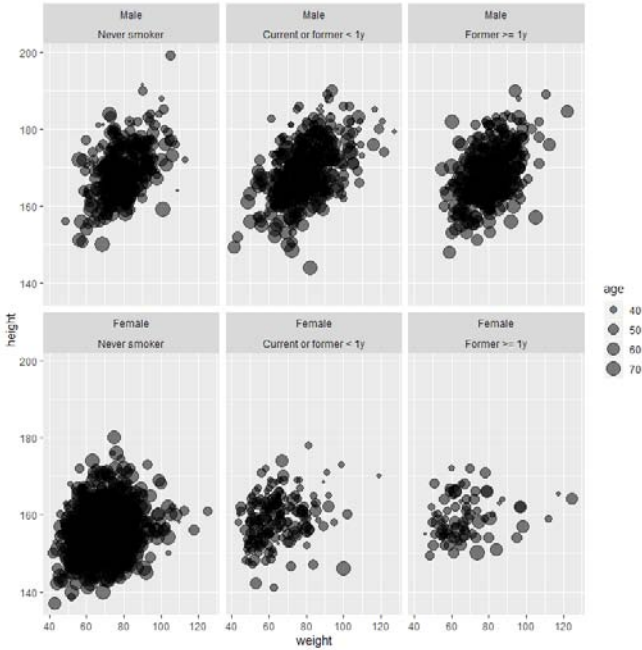 Male
Never smoker
Male
Current or former < 1y
Male
Former >= 1y
200
180
160
140
Female
Never smoker
Female
Current or former < 1y
Female
Former >= 1y
200
180
160
140
height
40 60 80 100 120
40 60 80 100 120
40 60 80 100 120
weight
age
40
50
60
70